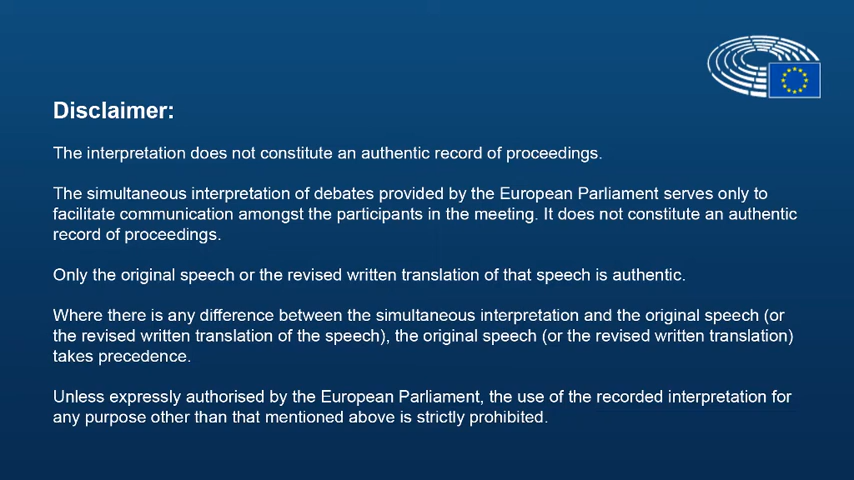 Disclaimer:
The interpretation does not constitute an authentic record of proceedings.
The simultaneous interpretation of debates provided by the European Parliament serves only to
facilitate communication amongst the participants in the meeting. It does not constitute an authentic
record of proceedings.
Only the original speech or the revised written translation of that speech is authentic.
Where there is any difference between the simultaneous interpretation and the original speech (or
the revised written translation of the speech), the original speech (or the revised written translation)
takes precedence.
Unless expressly authorised by the European Parliament, the use of the recorded interpretation for
any purpose other than that mentioned above is strictly prohibited.